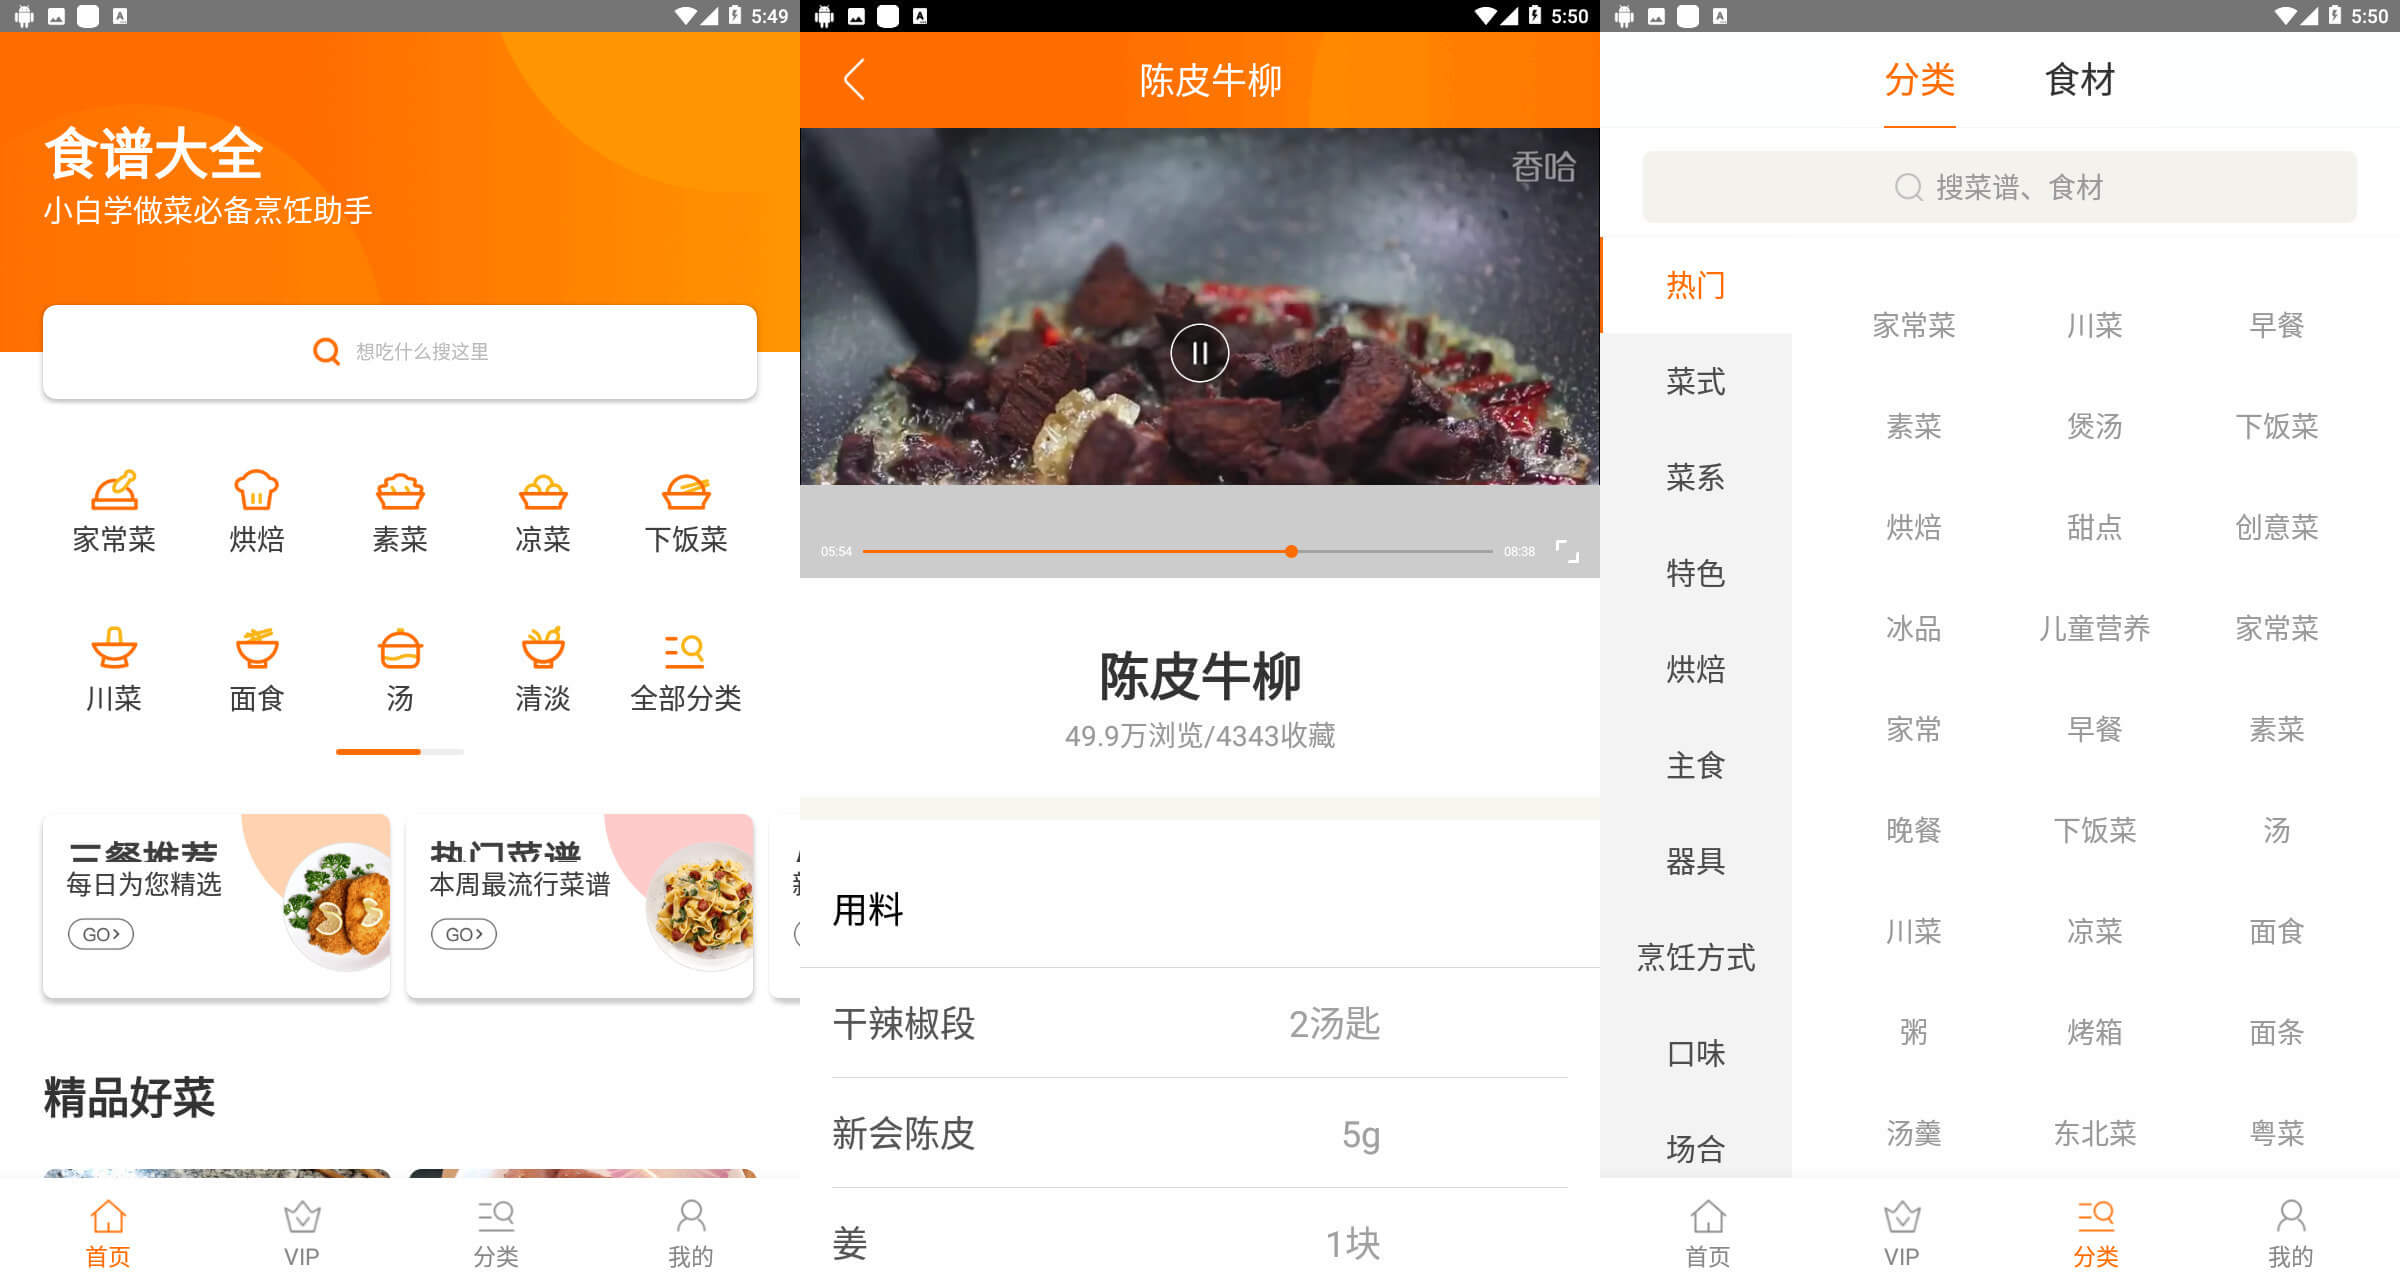 5:49
食谱大全
小白学做菜必备烹饪助手
想吃什么搜这里
家常菜 烘焙 素菜 凉菜 下饭菜
川菜 面食 汤 清淡 全部分类
三餐推荐 热门菜谱
每日为您精选 本周最流行菜谱
GO> GO>
精品好菜
首页 VIP 分类 我的
5:50
陈皮牛柳
香哈
05:54 08:38
陈皮牛柳
49.9万浏览/4343收藏
用料
干辣椒段 2汤匙
新会陈皮 5g
姜 1块
5:50
分类 食材
搜菜谱、食材
热门
菜式
菜系
特色
烘焙
主食
器具
烹饪方式
口味
场合
家常菜 川菜 早餐
素菜 煲汤 下饭菜
烘焙 甜点 创意菜
冰品 儿童营养 家常菜
家常 早餐 素菜
晚餐 下饭菜 汤
川菜 凉菜 面食
粥 烤箱 面条
汤羹 东北菜 粤菜
首页 VIP 分类 我的